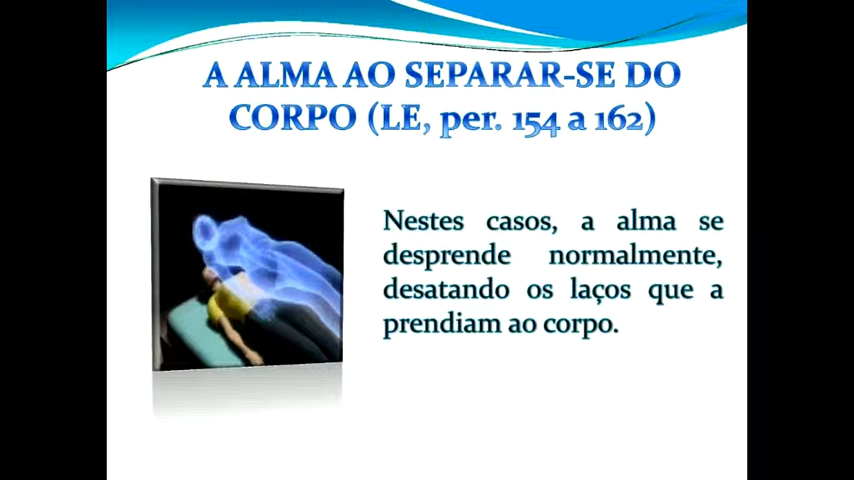 A ALMA AO SEPARAR-SE DO
CORPO (LE, per. 154 a 162)
Nestes casos, a alma se
desprende normalmente,
desatando os laços que a
prendiam ao corpo.